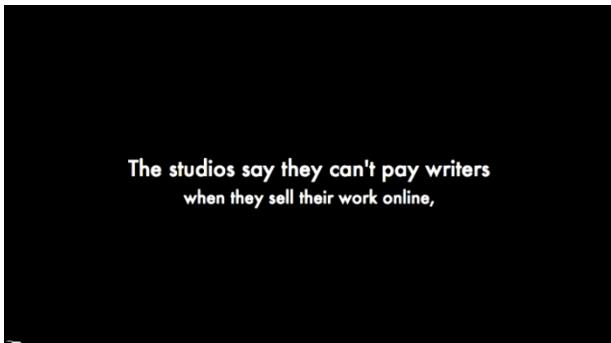 The studios say they can't pay writers
when they sell their work online,